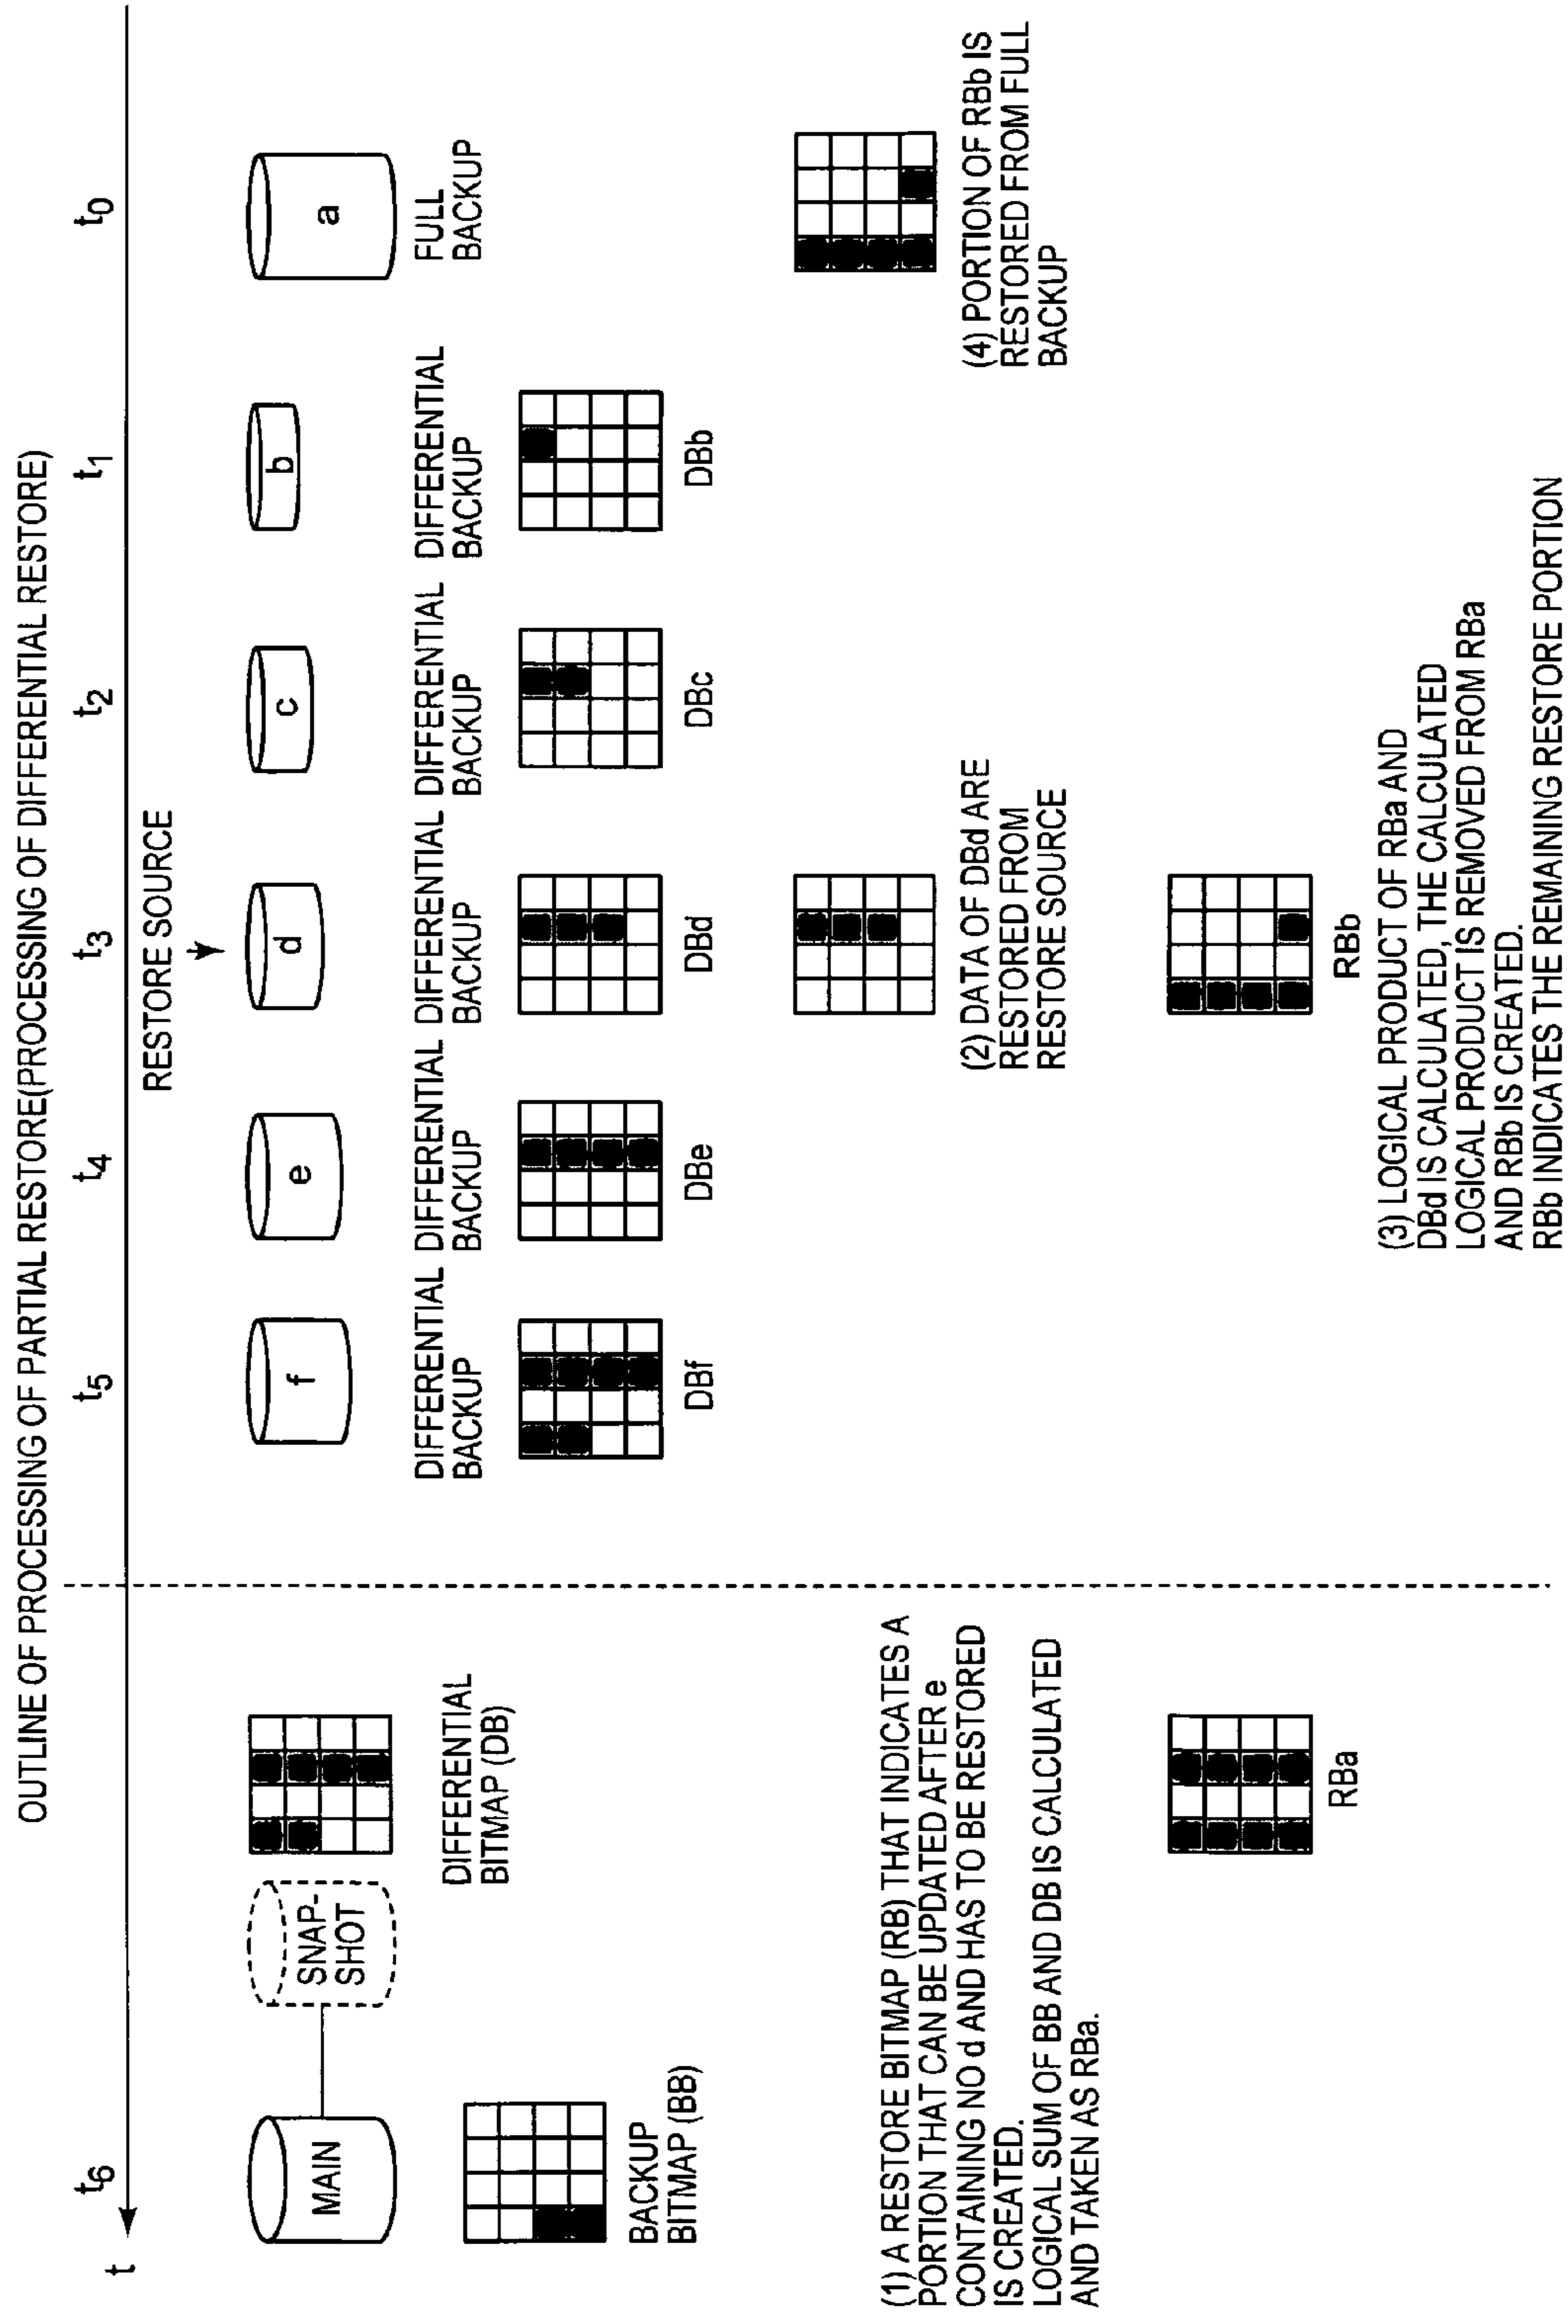 OUTLINE OF PROCESSING OF PARTIAL RESTORE(PROCESSING OF DIFFERENTIAL RESTORE)
t
t6
t5
t4
t3
t2
t1
t0
RESTORE SOURCE
MAIN
SNAP-
SHOT
f
e
d
c
b
a
BACKUP
BITMAP (BB)
DIFFERENTIAL
BITMAP (DB)
DIFFERENTIAL
BACKUP
DIFFERENTIAL
BACKUP
DIFFERENTIAL
BACKUP
DIFFERENTIAL
BACKUP
DIFFERENTIAL
BACKUP
FULL
BACKUP
DBf
DBe
DBd
DBc
DBb
(1) A RESTORE BITMAP (RB) THAT INDICATES A
PORTION THAT CAN BE UPDATED AFTER e
CONTAINING NO d AND HAS TO BE RESTORED
IS CREATED.
LOGICAL SUM OF BB AND DB IS CALCULATED
AND TAKEN AS RBa.
RBa
(2) DATA OF DBd ARE
RESTORED FROM
RESTORE SOURCE
RBb
(3) LOGICAL PRODUCT OF RBa AND
DBd IS CALCULATED, THE CALCULATED
LOGICAL PRODUCT IS REMOVED FROM RBa
AND RBb IS CREATED.
RBb INDICATES THE REMAINING RESTORE PORTION
(4) PORTION OF RBb IS
RESTORED FROM FULL
BACKUP